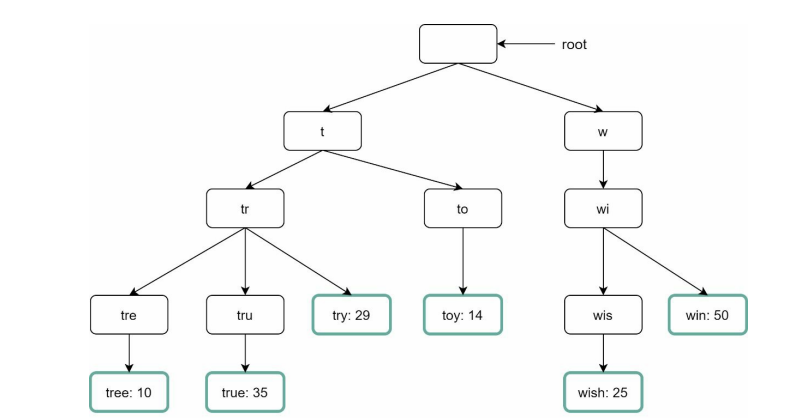 root
t
w
tr
to
wi
tre
tru
try: 29
toy: 14
wis
win: 50
tree: 10
true: 35
wish: 25